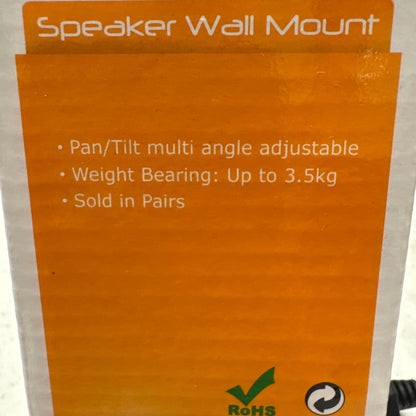 Speaker Wall Mount
• Pan/Tilt multi angle adjustable
• Weight Bearing: Up to 3.5kg
• Sold in Pairs
RoHS